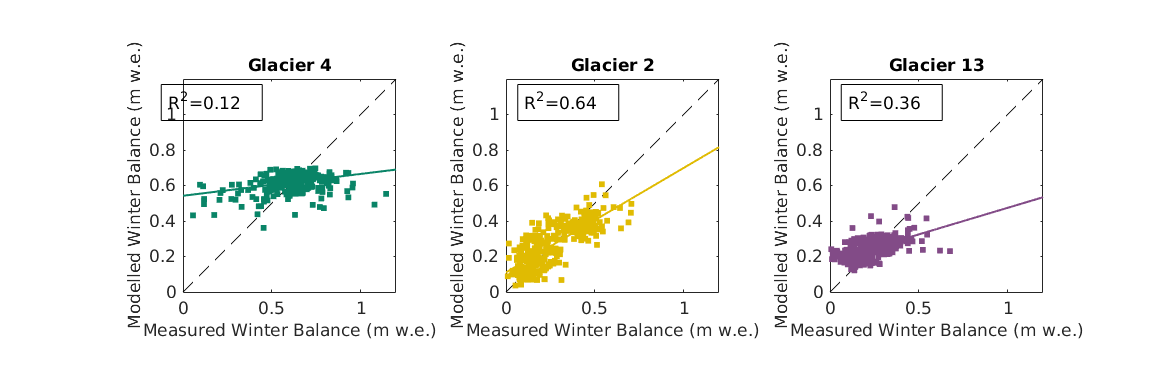 Glacier 4
Modelled Winter Balance (m w.e.)
R²=0.12
1
0.8
0.6
0.4
0.2
0
0 0.5 1
Measured Winter Balance (m w.e.)
Glacier 2
Modelled Winter Balance (m w.e.)
R²=0.64
1
0.8
0.6
0.4
0.2
0
0 0.5 1
Measured Winter Balance (m w.e.)
Glacier 13
Modelled Winter Balance (m w.e.)
R²=0.36
1
0.8
0.6
0.4
0.2
0
0 0.5 1
Measured Winter Balance (m w.e.)